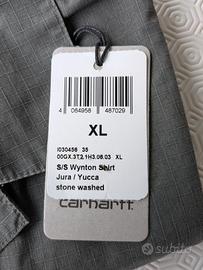 4 064958 487029
XL
I030456 35
00GX.3T2.1H3.06.03 XL
S/S Wynton Shirt
Jura / Yucca
stone washed
carhartt
subito